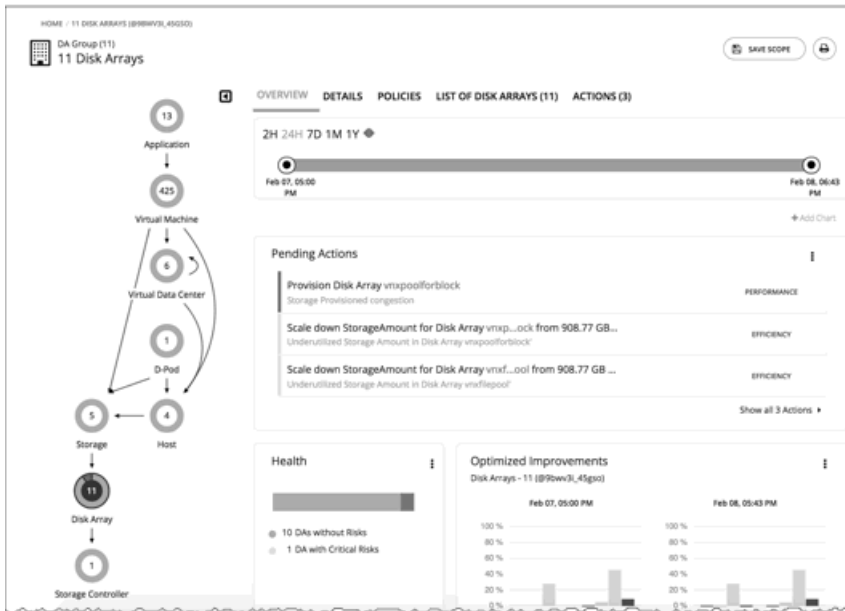 HOME / 11 DISK ARRAYS (@9BWV3I_45GSO)
DA Group (11)
11 Disk Arrays
SAVE SCOPE
OVERVIEW DETAILS POLICIES LIST OF DISK ARRAYS (11) ACTIONS (3)
2H 24H 7D 1M 1Y
Feb 07, 05:00
PM
Feb 08, 06:43
PM
+ Add Chart
13
Application
425
Virtual Machine
6
Virtual Data Center
1
D-Pod
5
Storage
4
Host
11
Disk Array
1
Storage Controller
Pending Actions
Provision Disk Array vnxpoolforblock
Storage Provisioned congestion
PERFORMANCE
Scale down StorageAmount for Disk Array vnxp...ock from 908.77 GB...
Underutilized Storage Amount in Disk Array vnxpoolforblock'
EFFICIENCY
Scale down StorageAmount for Disk Array vnxf...ool from 908.77 GB ...
Underutilized Storage Amount in Disk Array vnxfilepool'
EFFICIENCY
Show all 3 Actions
Health
10 DAs without Risks
1 DA with Critical Risks
Optimized Improvements
Disk Arrays - 11 (@9bwv3i_45gso)
Feb 07, 05:00 PM
100 %
80 %
60 %
40 %
20 %
Feb 08, 05:43 PM
100 %
80 %
60 %
40 %
20 %